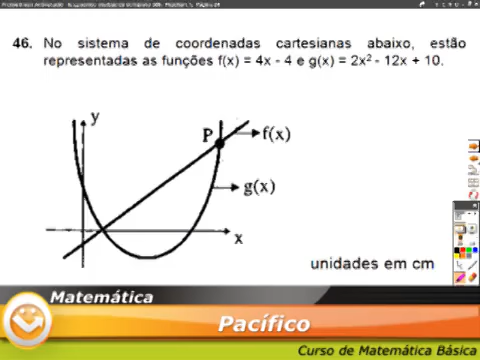 46. No sistema de coordenadas cartesianas abaixo, estão
representadas as funções f(x) = 4x - 4 e g(x) = 2x² - 12x + 10.
y
P
f(x)
g(x)
x
unidades em cm
Matemática
Pacífico
Curso de Matemática Básica